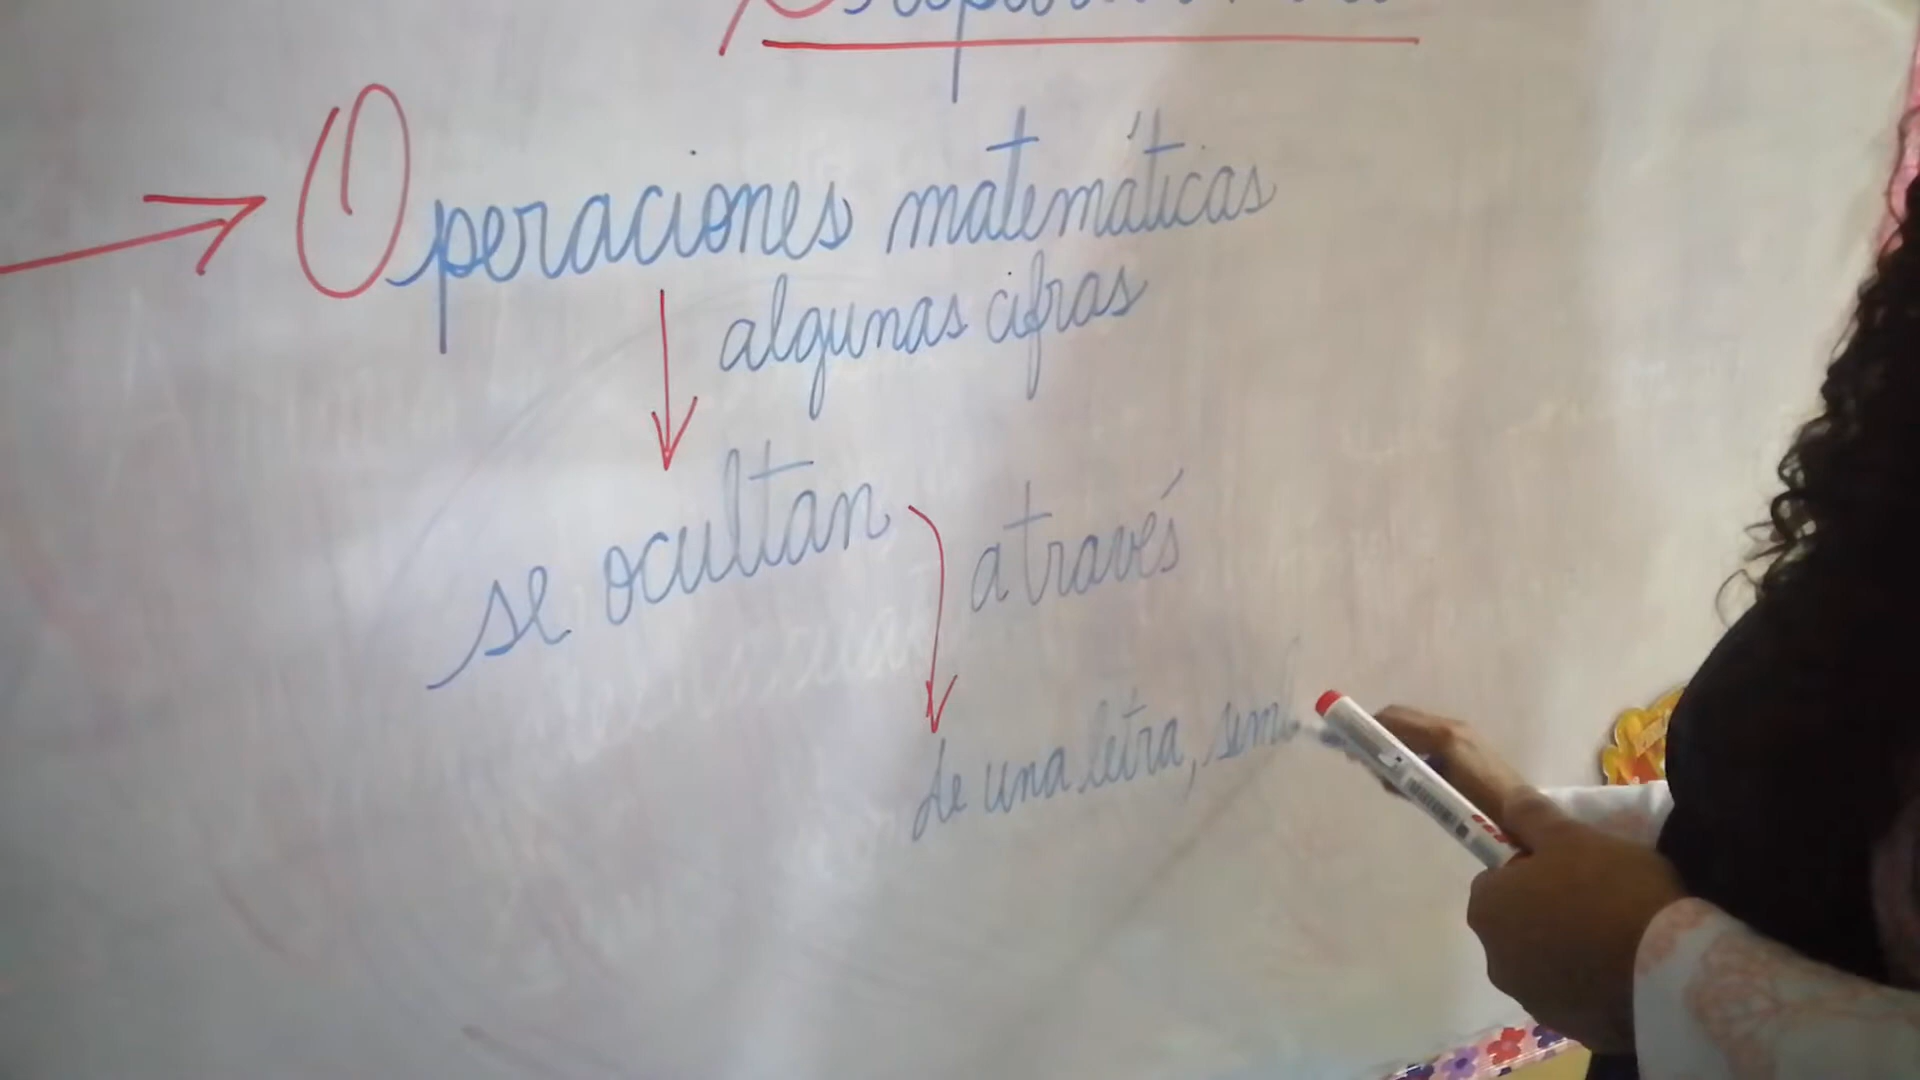 Operaciones matemáticas
algunas cifras
se ocultan
a través
de una letra,